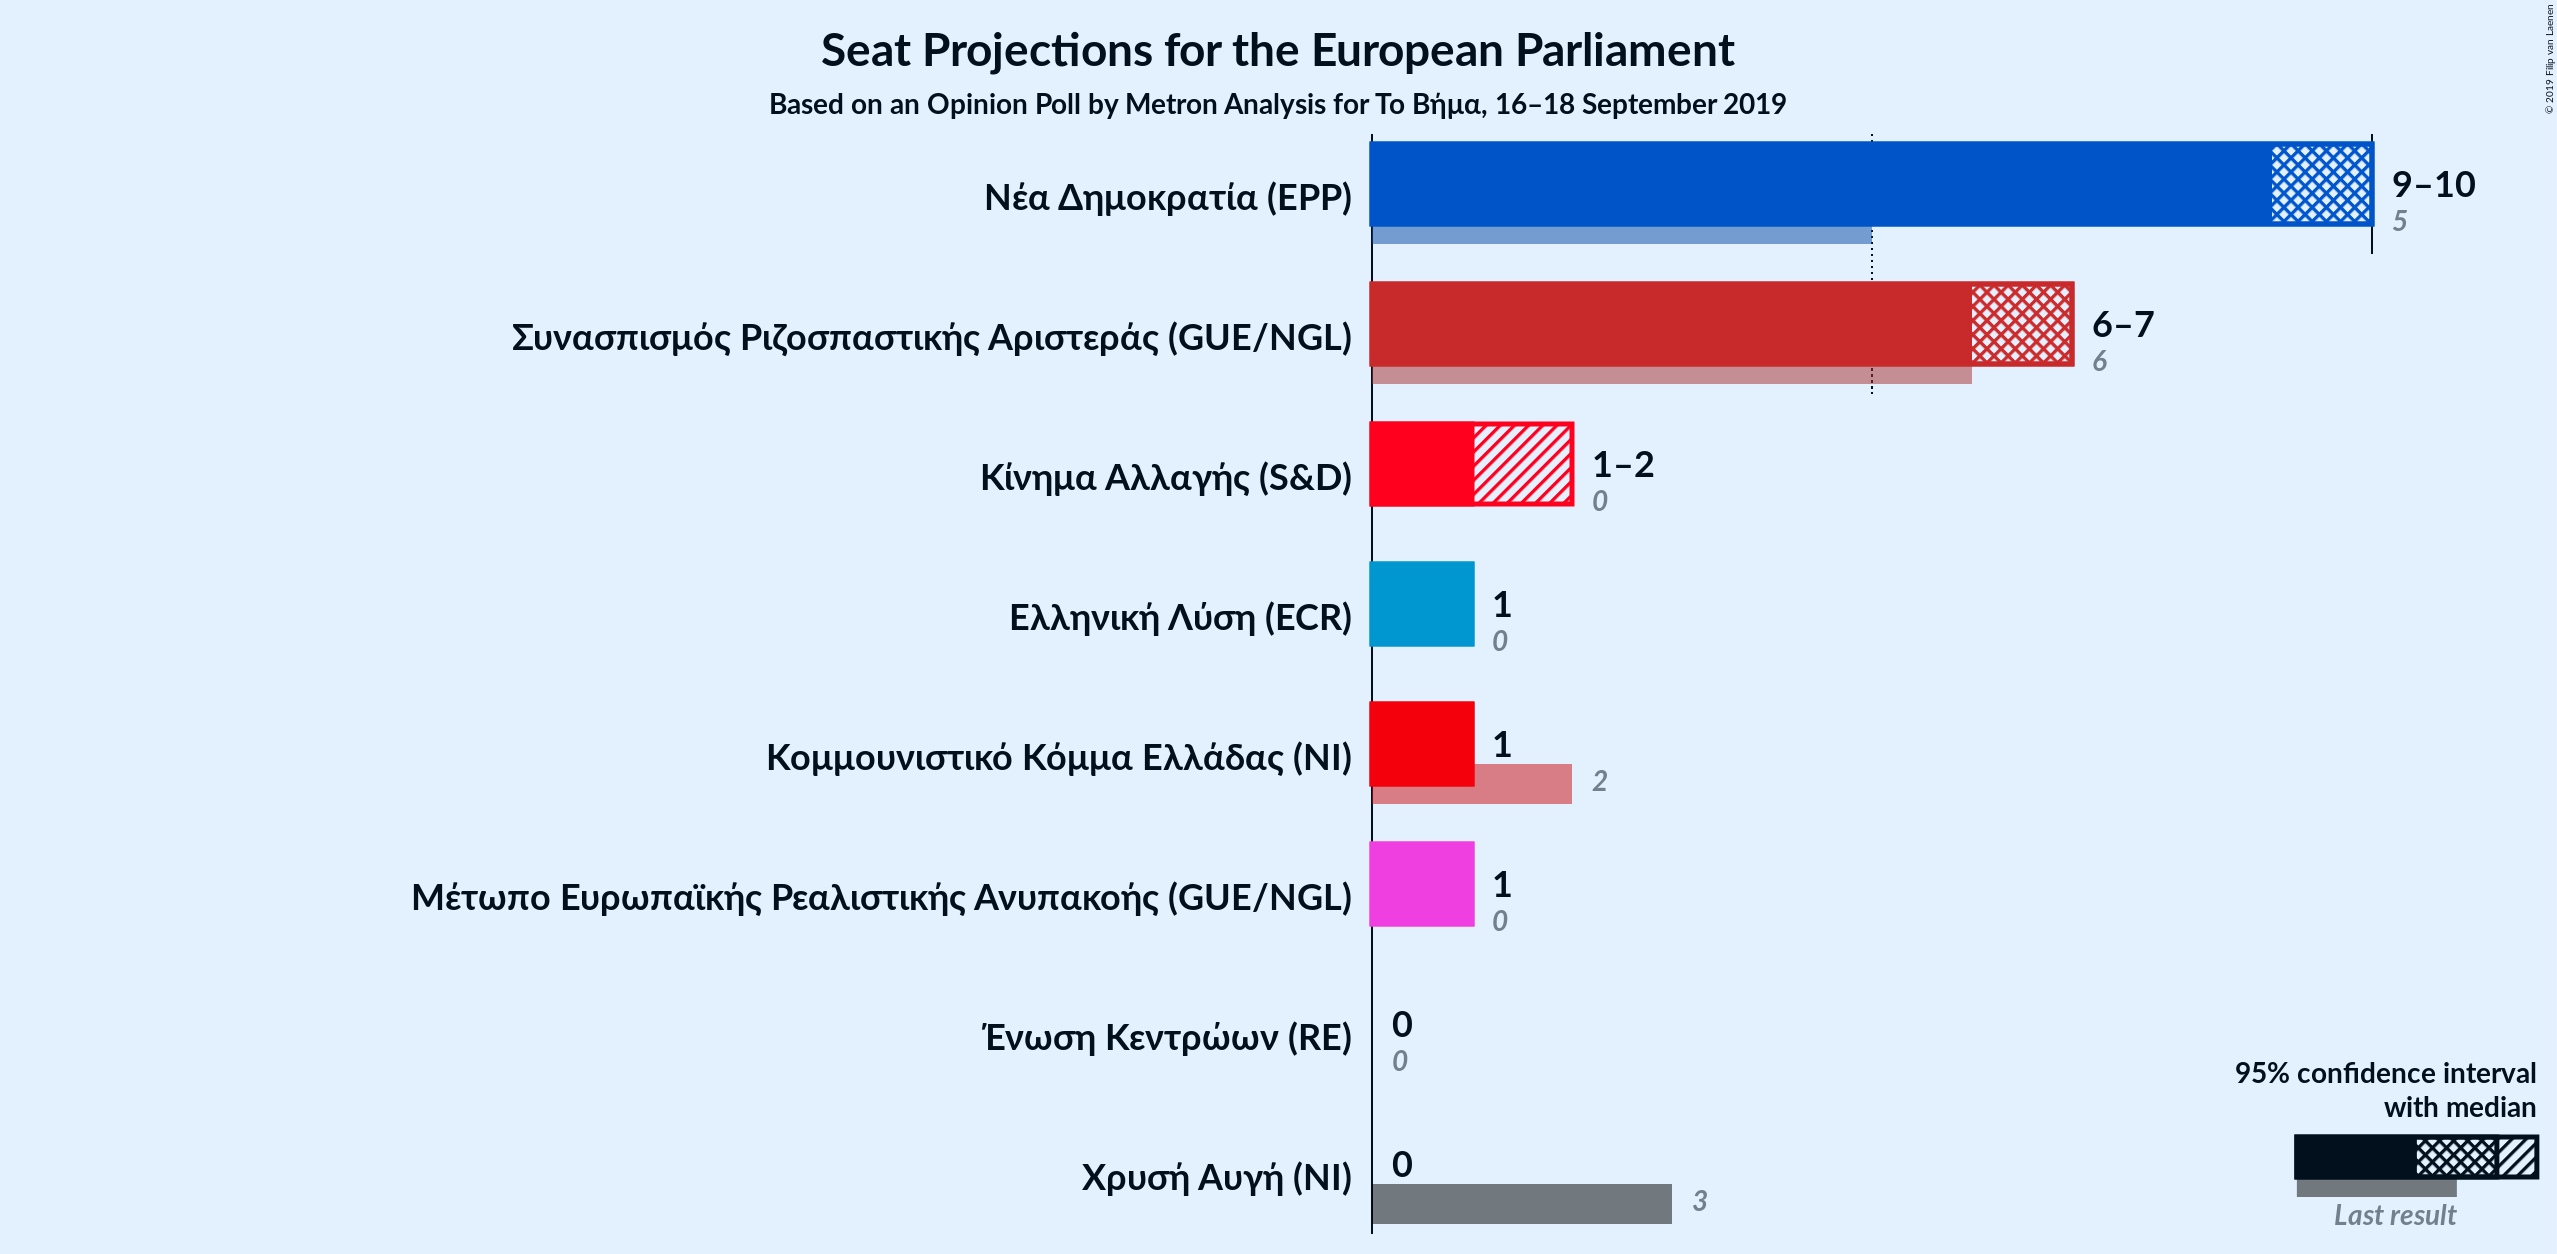 Seat Projections for the European Parliament
Based on an Opinion Poll by Metron Analysis for Το Βήμα, 16–18 September 2019
© 2019 Filip van Laenen
Νέα Δημοκρατία (EPP)
9–10
5
Συνασπισμός Ριζοσπαστικής Αριστεράς (GUE/NGL)
6–7
6
Κίνημα Αλλαγής (S&D)
1–2
0
Ελληνική Λύση (ECR)
1
0
Κομμουνιστικό Κόμμα Ελλάδας (NI)
1
2
Μέτωπο Ευρωπαϊκής Ρεαλιστικής Ανυπακοής (GUE/NGL)
1
0
Ένωση Κεντρώων (RE)
0
0
Χρυσή Αυγή (NI)
0
3
95% confidence interval
with median
Last result